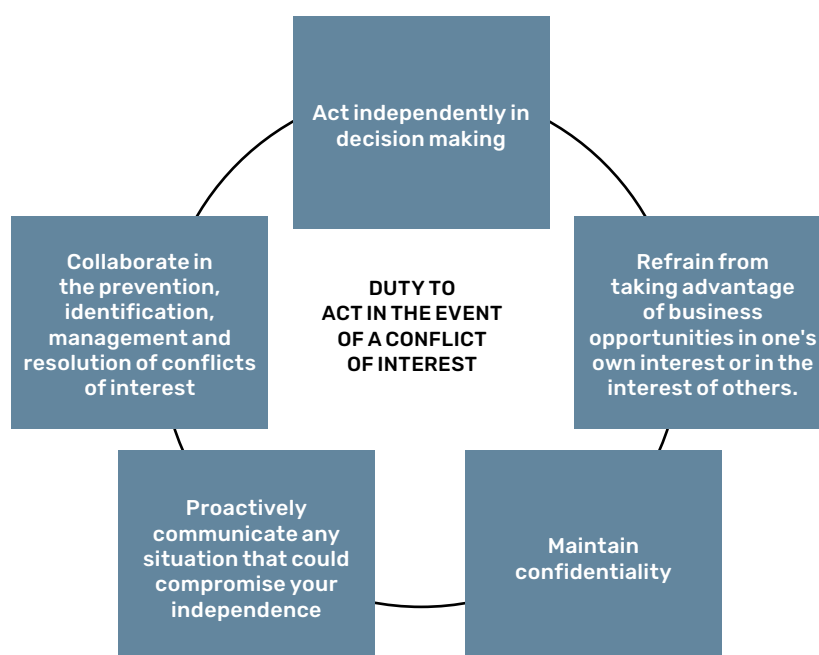 Act independently in
decision making
Collaborate in
the prevention,
identification,
management and
resolution of conflicts
of interest
DUTY TO
ACT IN THE EVENT
OF A CONFLICT
OF INTEREST
Refrain from
taking advantage
of business
opportunities in one's
own interest or in the
interest of others.
Proactively
communicate any
situation that could
compromise your
independence
Maintain
confidentiality